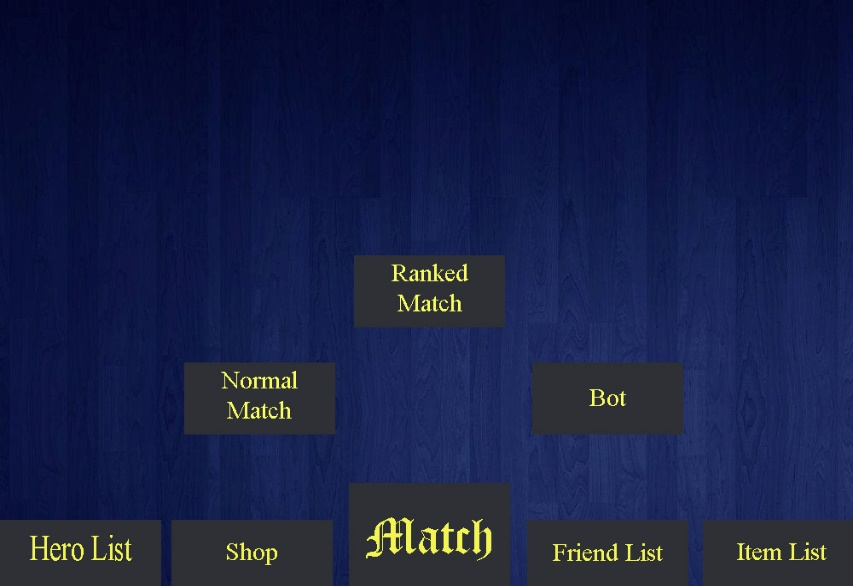 Ranked
Match
Normal
Match
Bot
Hero List
Shop
Match
Friend List
Item List